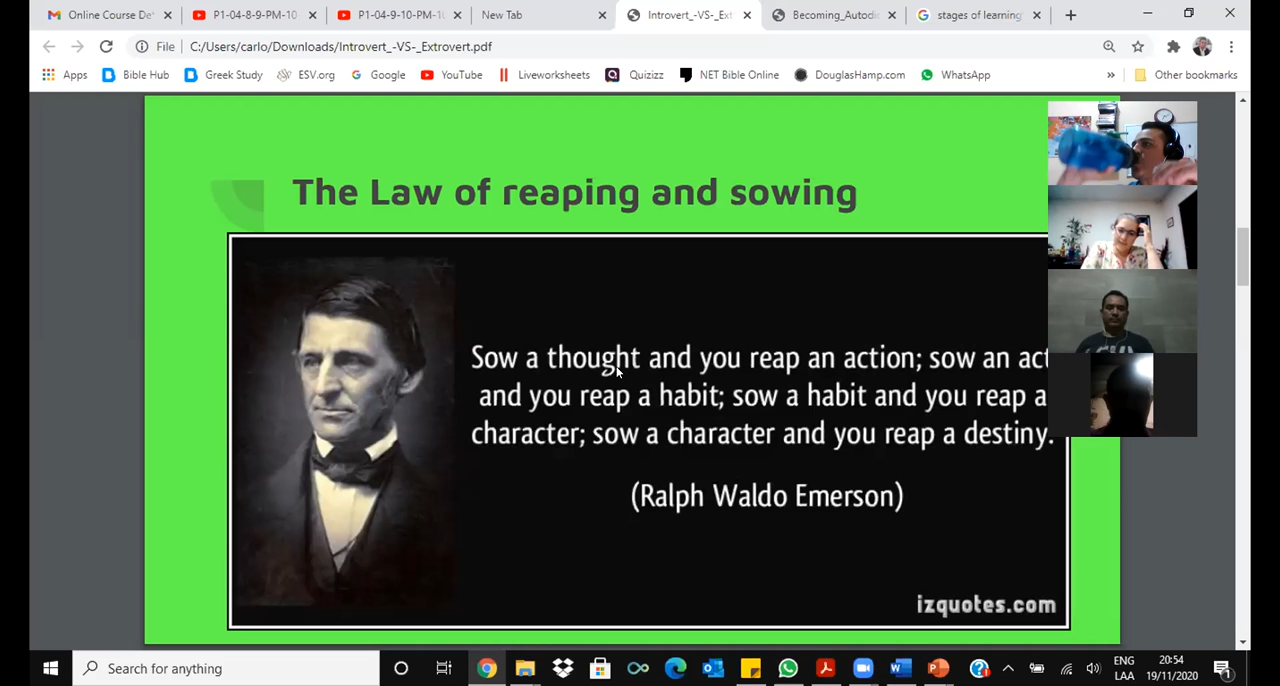 Online Course De
P1-04-8-9-PM-10
P1-04-9-10-PM-10
New Tab
Introvert_-VS-_Ext
Becoming_Autodi
stages of learning
File
C:/Users/carlo/Downloads/Introvert_-VS-_Extrovert.pdf
Apps
Bible Hub
Greek Study
ESV.org
Google
YouTube
Liveworksheets
Quizizz
NET Bible Online
DouglasHamp.com
WhatsApp
»
Other bookmarks
The Law of reaping and sowing
Sow a thought and you reap an action; sow an act
and you reap a habit; sow a habit and you reap a
character; sow a character and you reap a destiny.
(Ralph Waldo Emerson)
izquotes.com
Search for anything
ENG
LAA
20:54
19/11/2020
1